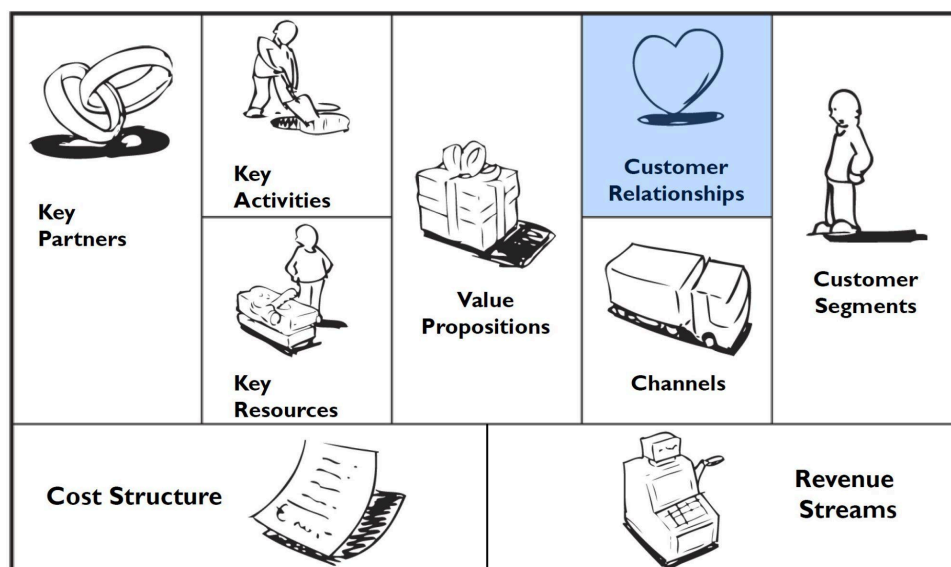 Key
Partners
Key
Activities
Key
Resources
Value
Propositions
Customer
Relationships
Channels
Customer
Segments
Cost Structure
Revenue
Streams